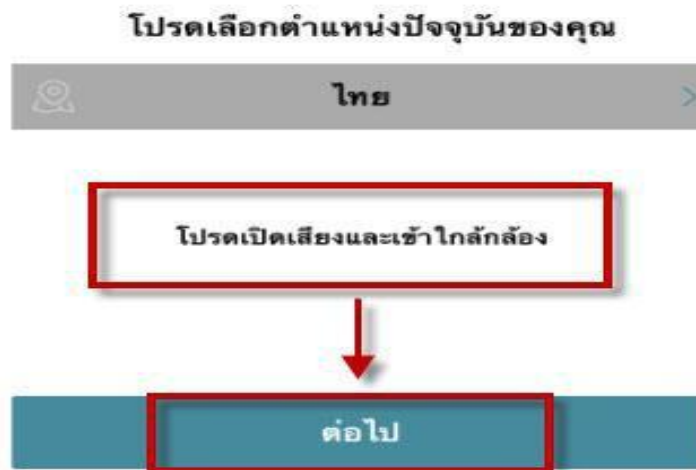 โปรดเลือกตำแหน่งปัจจุบันของคุณ
ไทย
โปรดเปิดเสียงและเข้าใกล้กล้อง
ต่อไป